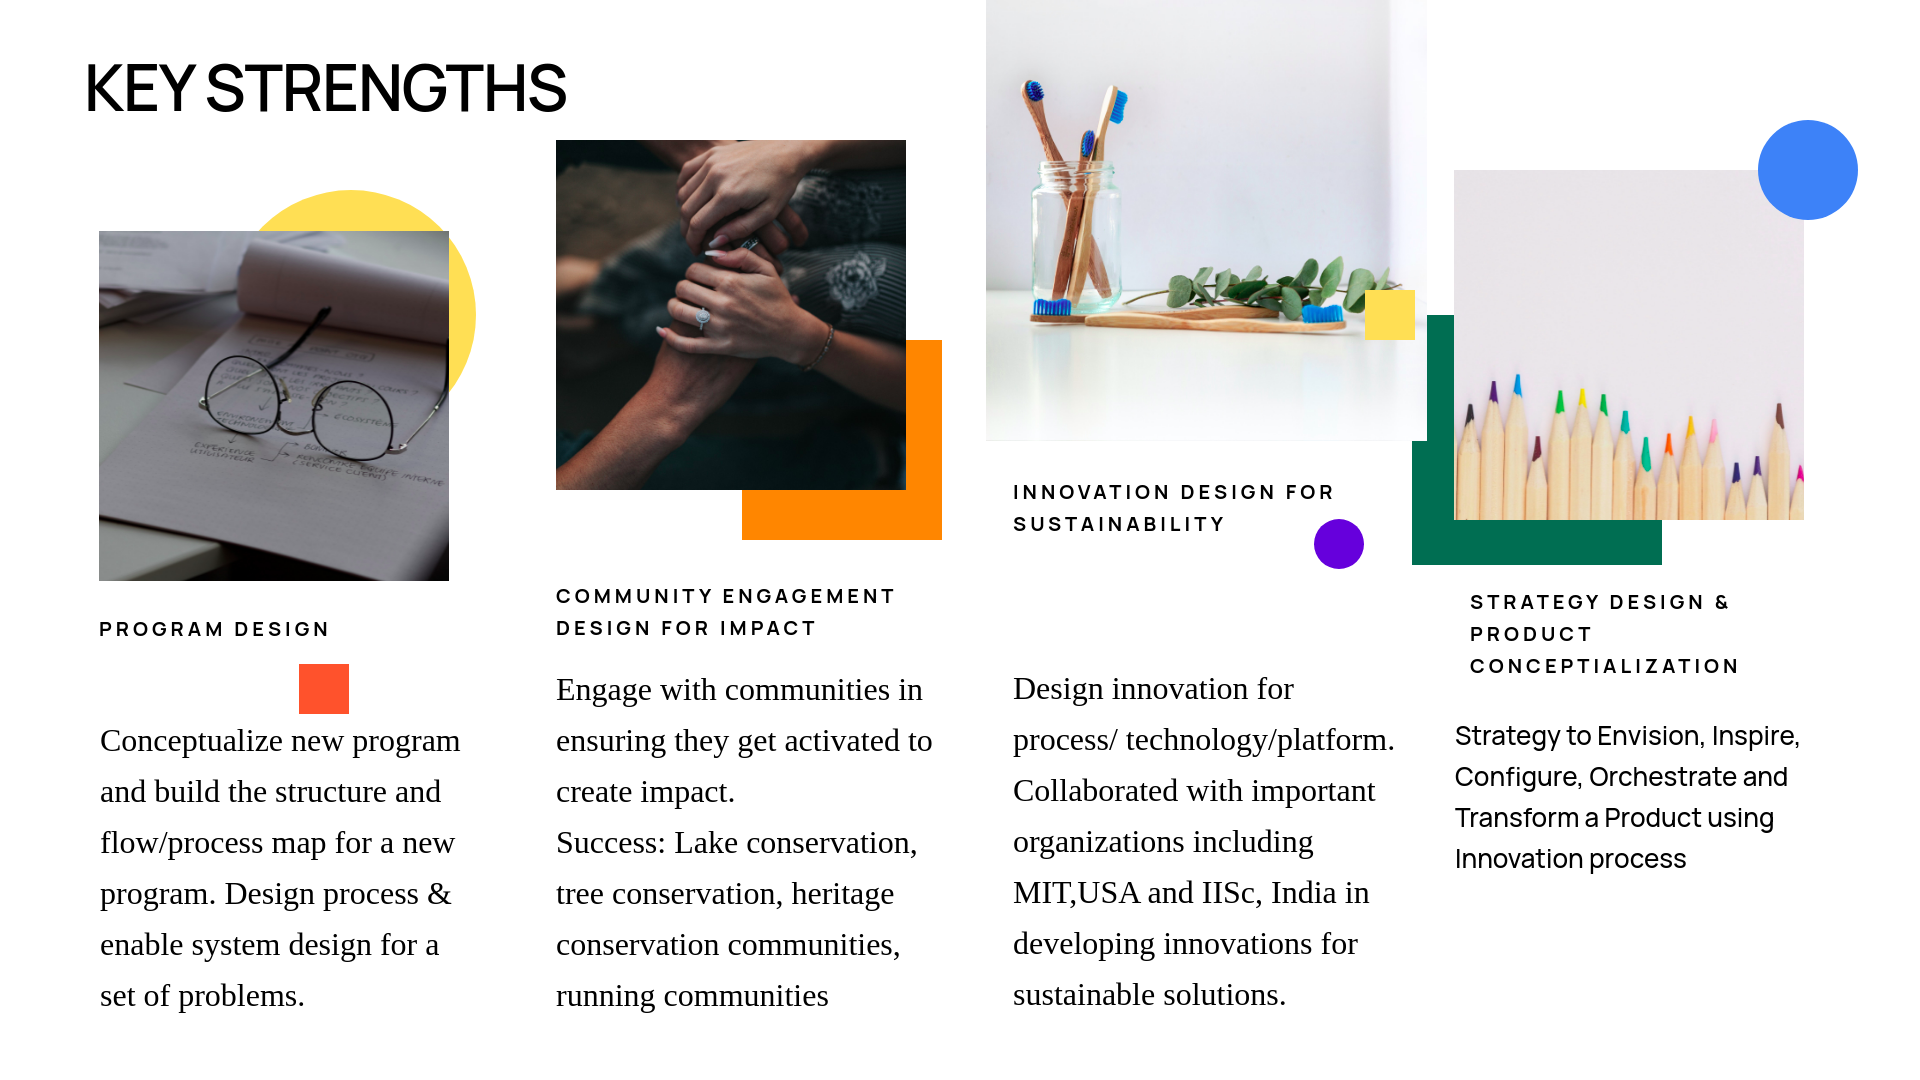 KEY STRENGTHS
PROGRAM DESIGN
Conceptualize new program
and build the structure and
flow/process map for a new
program. Design process &
enable system design for a
set of problems.
COMMUNITY ENGAGEMENT
DESIGN FOR IMPACT
Engage with communities in
ensuring they get activated to
create impact.
Success: Lake conservation,
tree conservation, heritage
conservation communities,
running communities
INNOVATION DESIGN FOR
SUSTAINABILITY
Design innovation for
process/ technology/platform.
Collaborated with important
organizations including
MIT,USA and IISc, India in
developing innovations for
sustainable solutions.
STRATEGY DESIGN &
PRODUCT
CONCEPTIALIZATION
Strategy to Envision, Inspire,
Configure, Orchestrate and
Transform a Product using
Innovation process